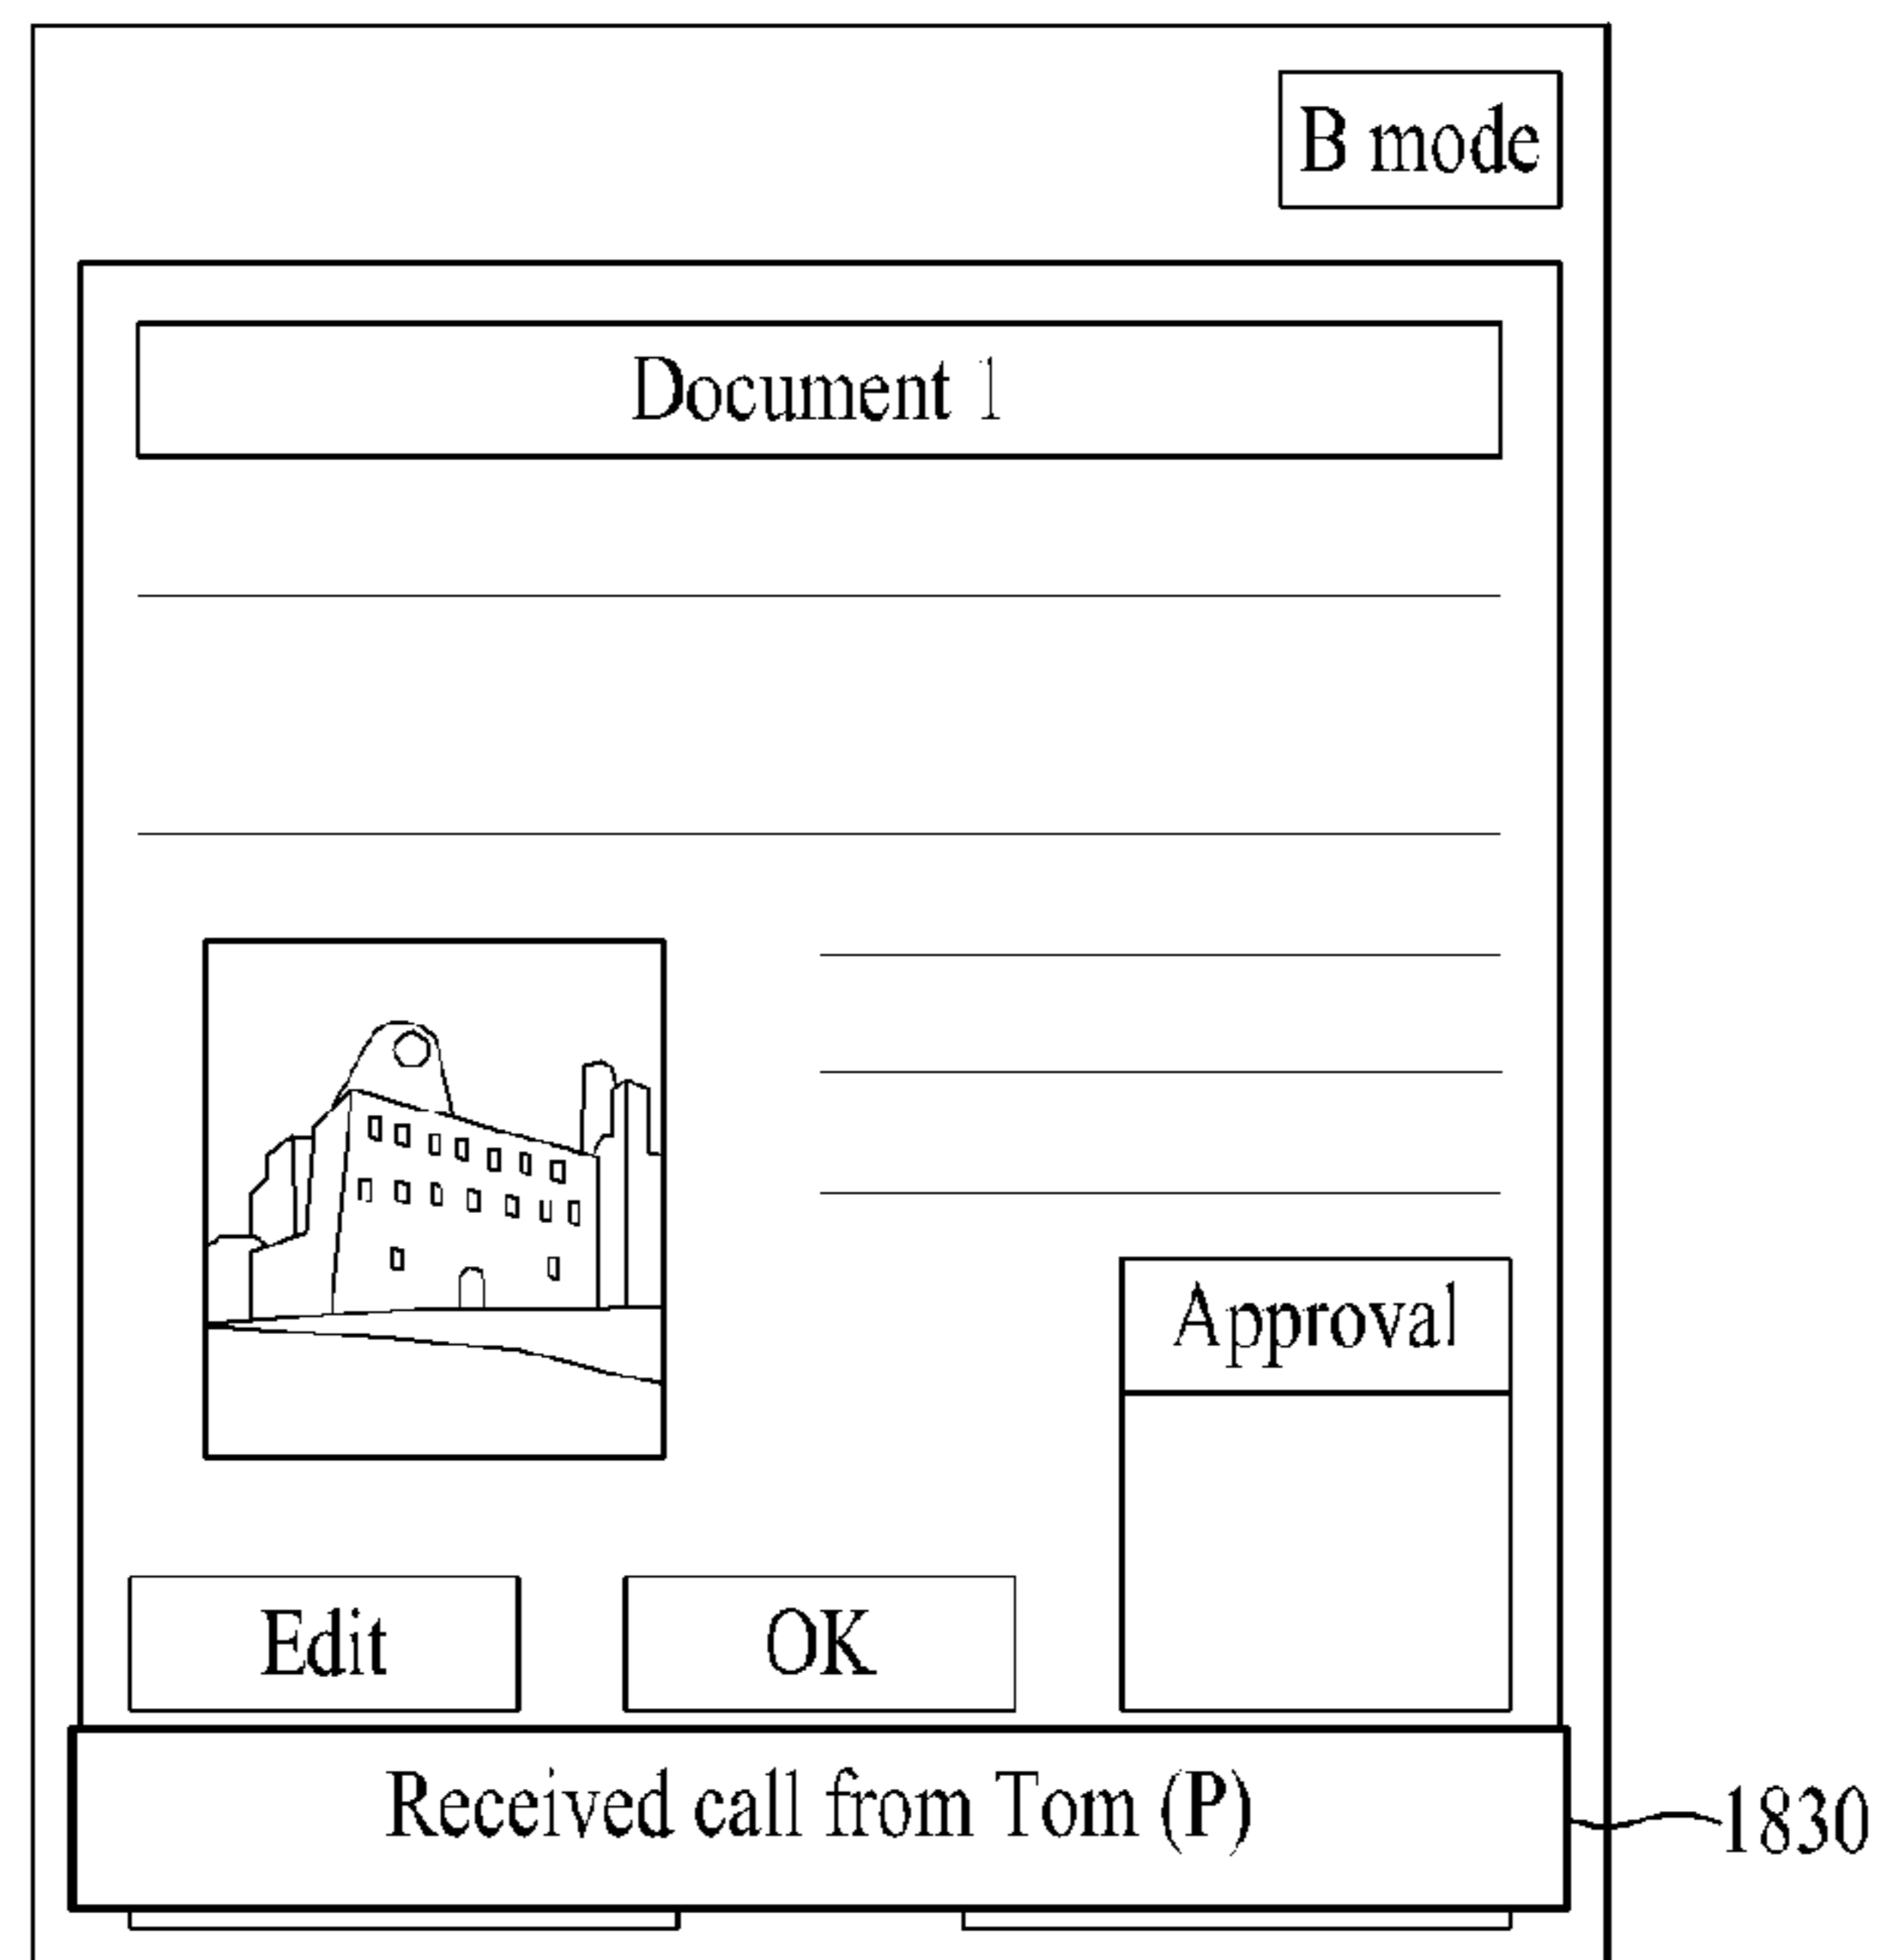 B mode
Document 1
Approval
Edit
OK
Received call from Tom (P)
1830